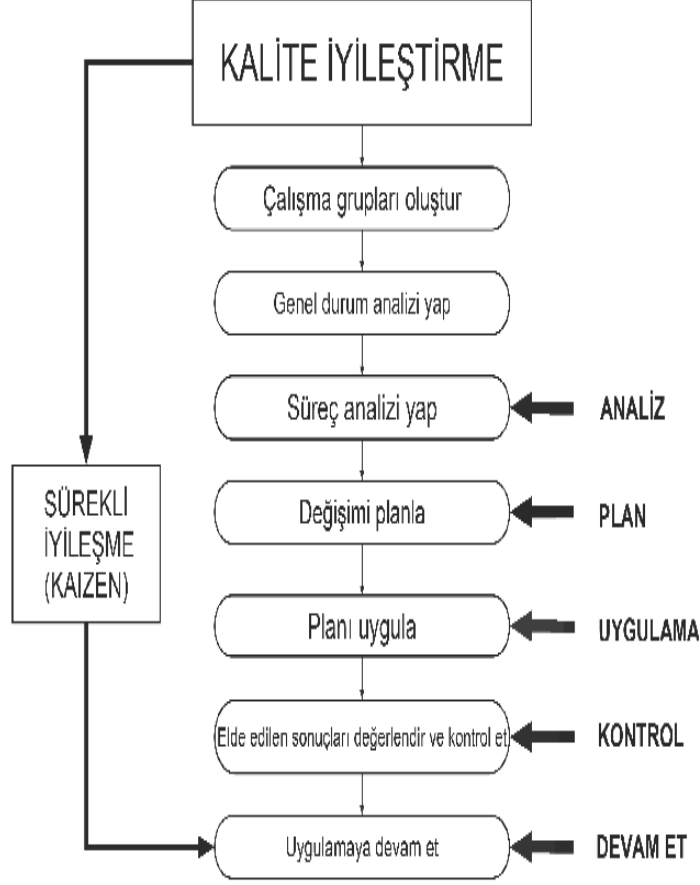 KALİTE İYİLEŞTİRME
Çalışma grupları oluştur
Genel durum analizi yap
Süreç analizi yap
ANALİZ
SÜREKLİ
İYİLEŞME
(KAIZEN)
Değişimi planla
PLAN
Planı uygula
UYGULAMA
Elde edilen sonuçları değerlendir ve kontrol et
KONTROL
Uygulamaya devam et
DEVAM ET